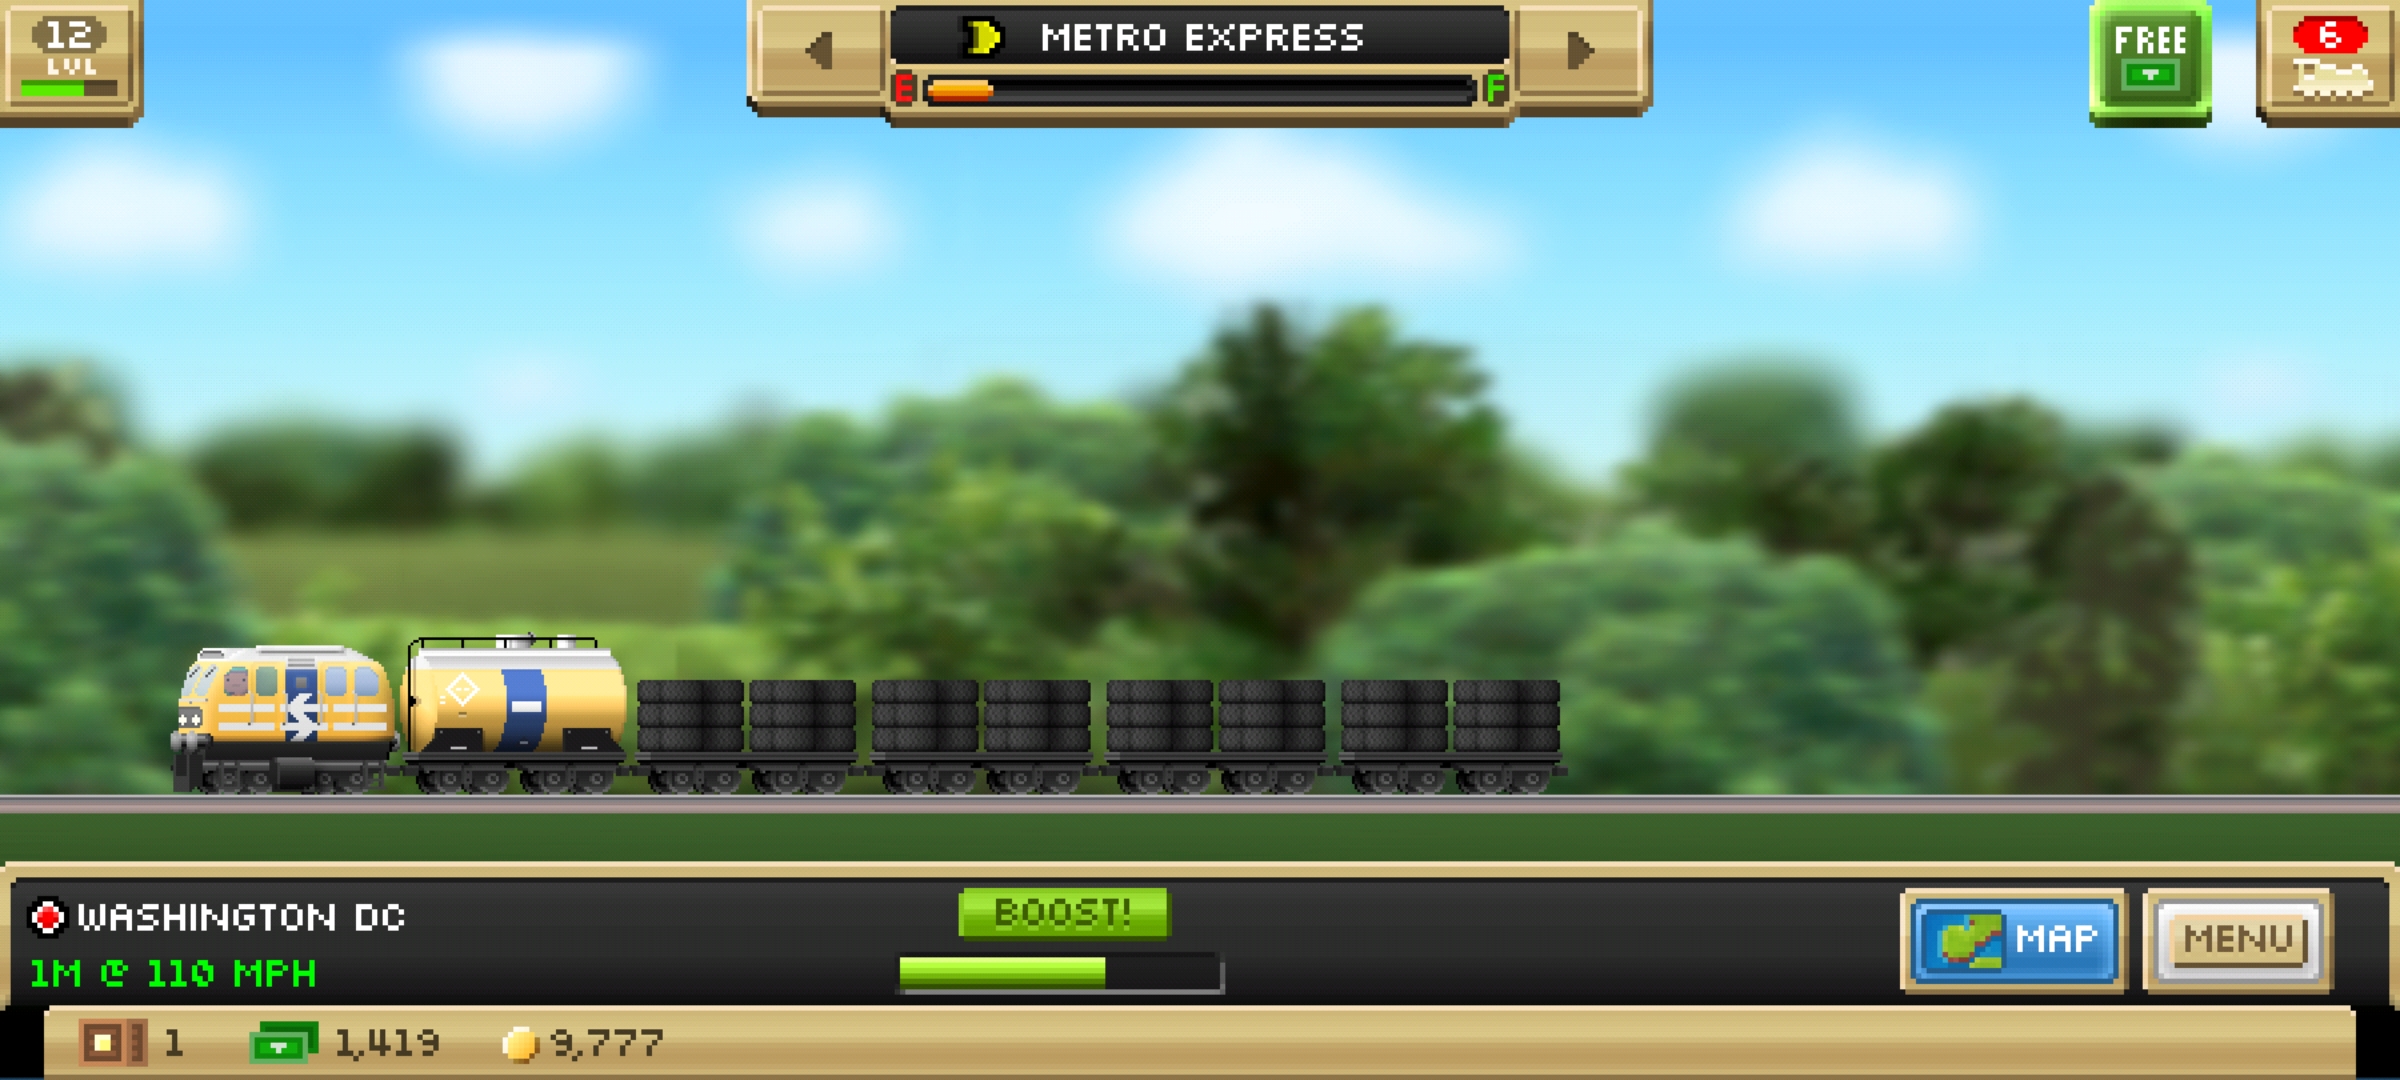 12
LVL
METRO EXPRESS
E F
FREE
6
WASHINGTON DC
1M @ 110 MPH
BOOST!
MAP
MENU
1
1,419
9,777